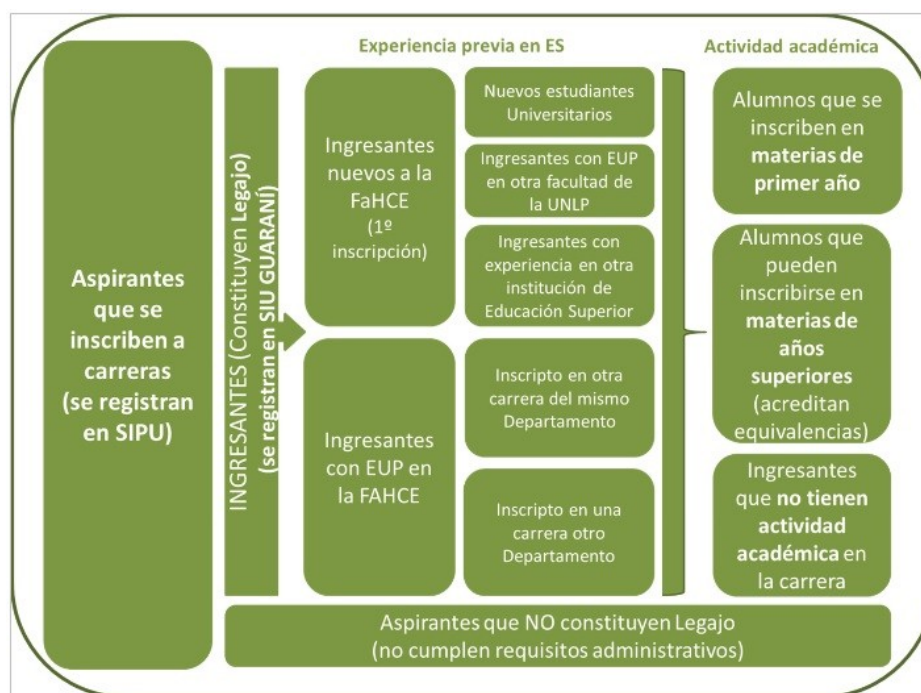 Experiencia previa en ES
Actividad académica
Aspirantes
que se
inscriben a
carreras
(se registran
en SIPU)
INGRESANTES (Constituyen Legajo)
(se registran en SIU GUARANÍ)
Ingresantes
nuevos a la
FaHCE
(1º
inscripción)
Nuevos estudiantes
Universitarios
Ingresantes con EUP
en otra facultad de
la UNLP
Ingresantes con
experiencia en otra
institución de
Educación Superior
Ingresantes
con EUP en
la FAHCE
Inscripto en otra
carrera del mismo
Departamento
Inscripto en una
carrera otro
Departamento
Alumnos que se
inscriben en
materias de
primer año
Alumnos que
pueden
inscribirse en
materias de
años
superiores
(acreditan
equivalencias)
Ingresantes
que no tienen
actividad
académica en
la carrera
Aspirantes que NO constituyen Legajo
(no cumplen requisitos administrativos)